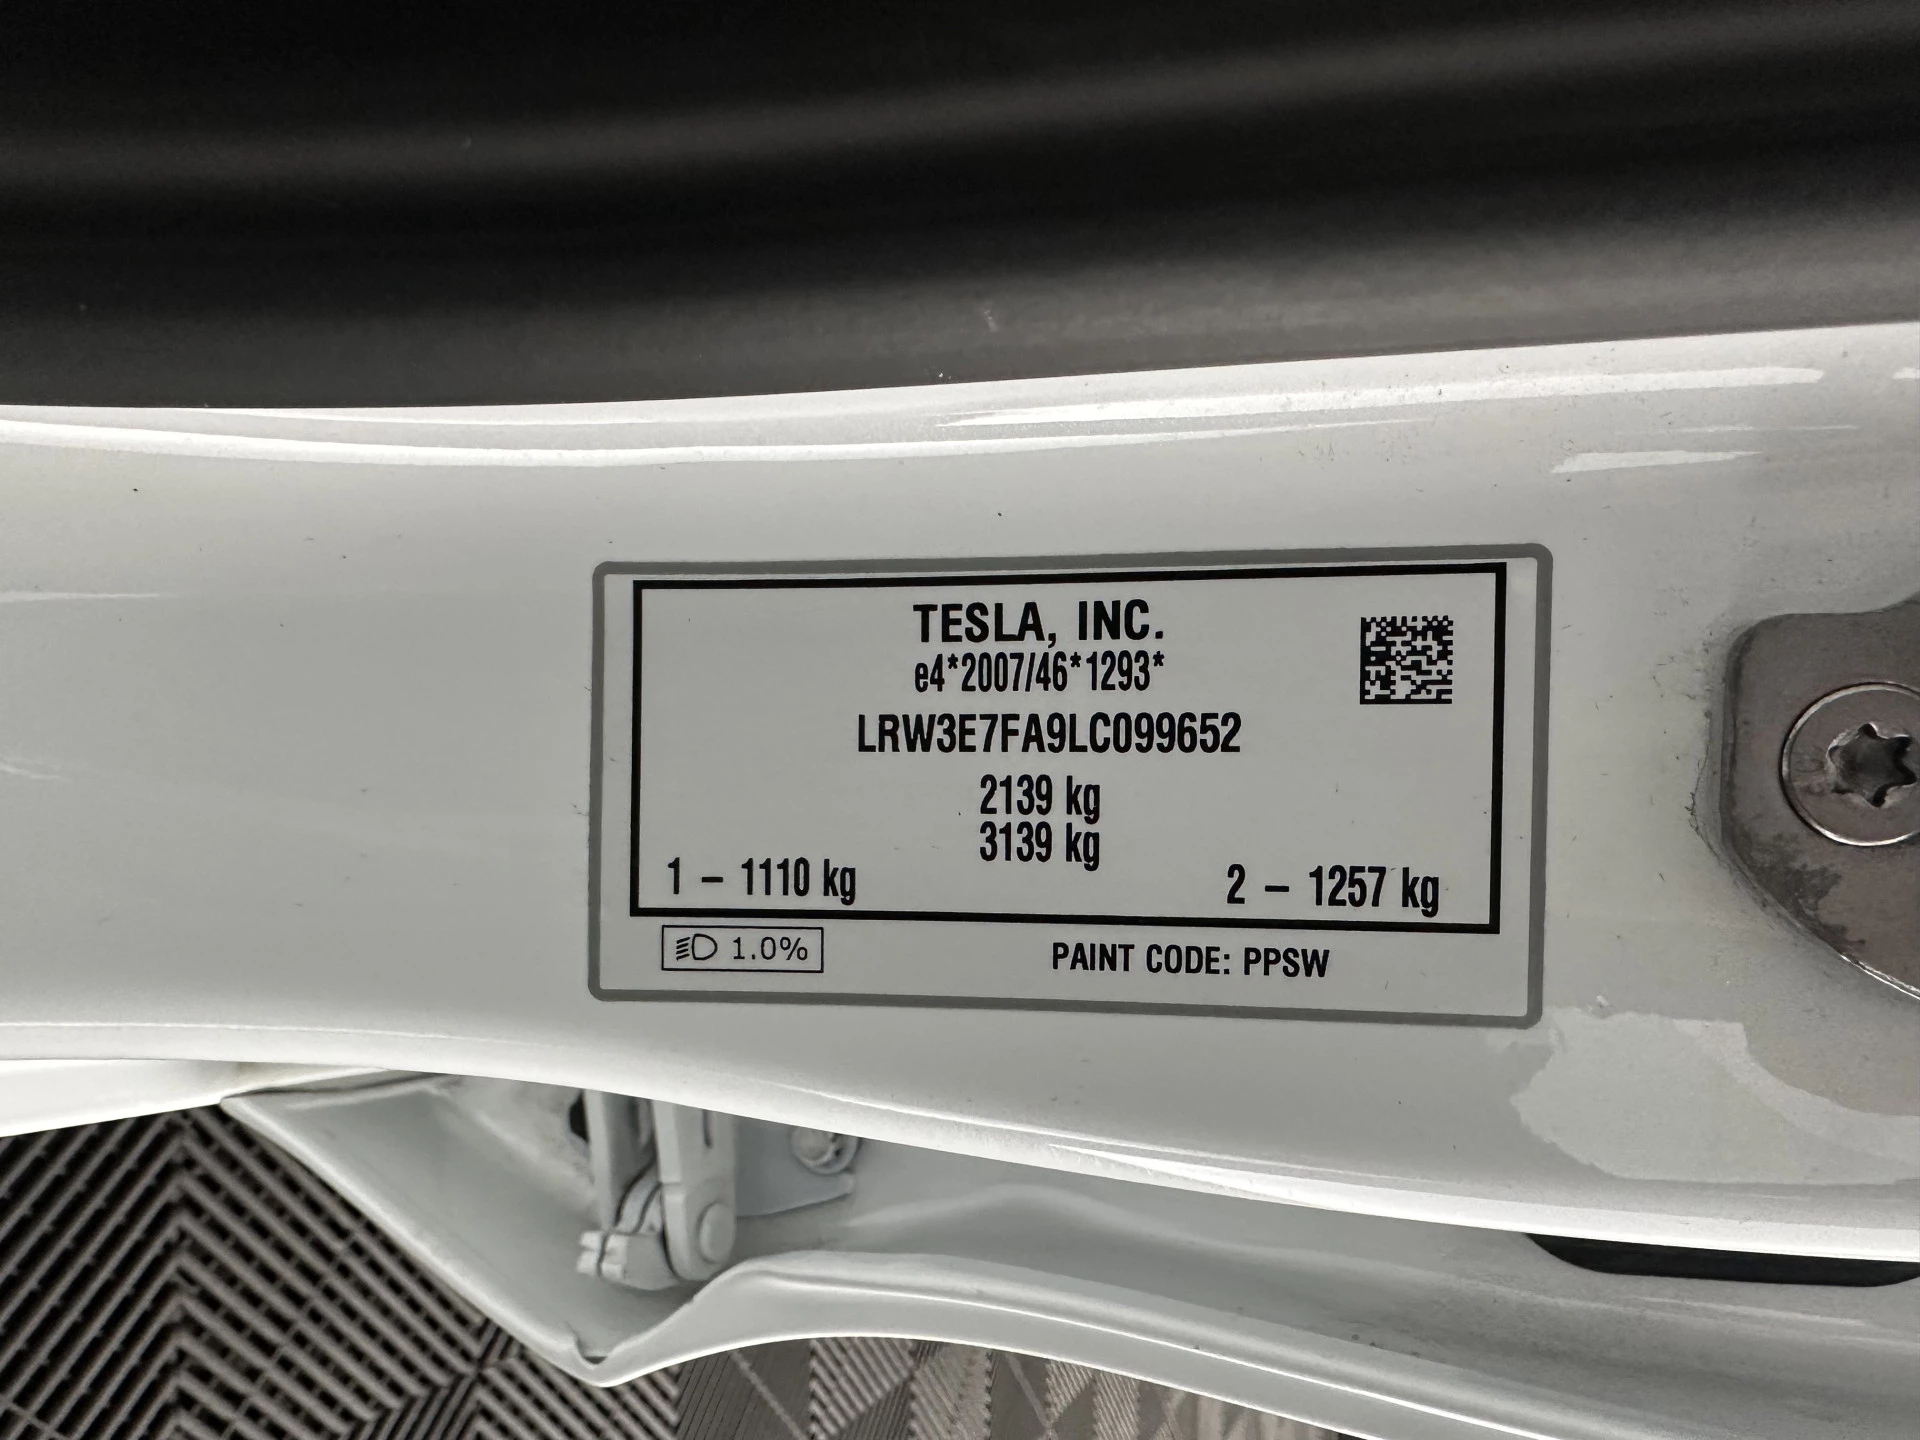 TESLA, INC.
e4*2007/46*1293*
LRW3E7FA9LC099652
2139 kg
3139 kg
1 – 1110 kg 2 – 1257 kg
1.0% PAINT CODE: PPSW